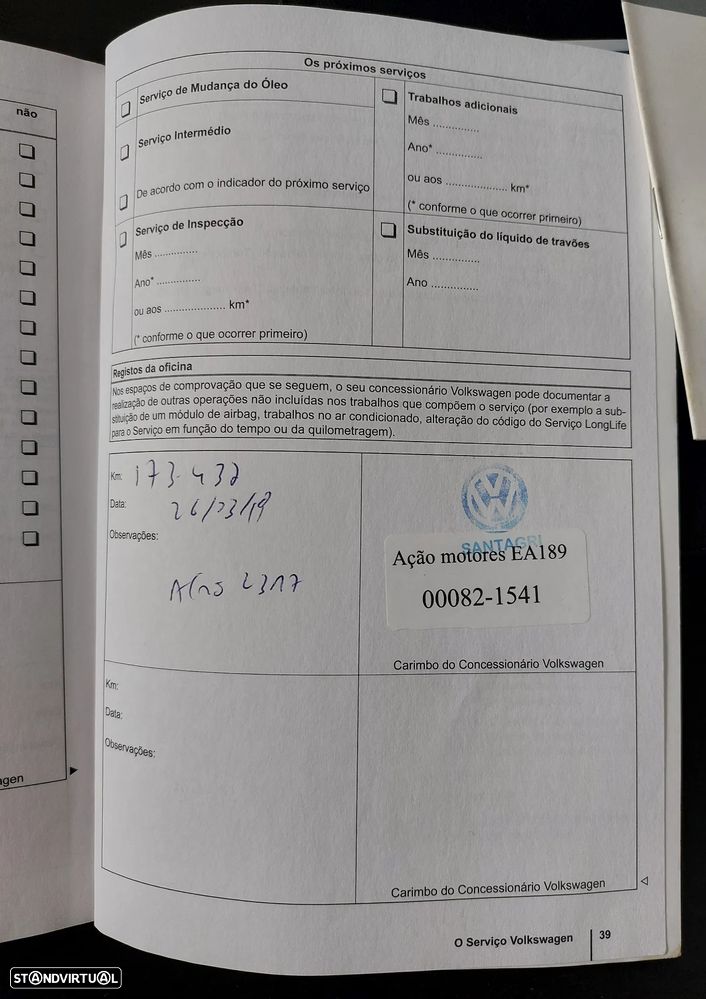 não
agen
Os próximos serviços
Serviço de Mudança do Óleo
Serviço Intermédio
De acordo com o indicador do próximo serviço
Serviço de Inspecção
Mês ..............
Ano* ..............
ou aos .................... km*
(* conforme o que ocorrer primeiro)
Trabalhos adicionais
Mês ..............
Ano* ..............
ou aos .................... km*
(* conforme o que ocorrer primeiro)
Substituição do líquido de travões
Mês ..............
Ano ..............
Registos da oficina
Nos espaços de comprovação que se seguem, o seu concessionário Volkswagen pode documentar a
realização de outras operações não incluídas nos trabalhos que compõem o serviço (por exemplo a sub-
stituição de um módulo de airbag, trabalhos no ar condicionado, alteração do código do Serviço LongLife
para o Serviço em função do tempo ou da quilometragem).
Km: 173.432
Data:
Observações:
SANTAGRI
Ação motores EA189
00082-1541
Carimbo do Concessionário Volkswagen
Km:
Data:
Observações:
Carimbo do Concessionário Volkswagen
O Serviço Volkswagen 39
STANDVIRTUAL